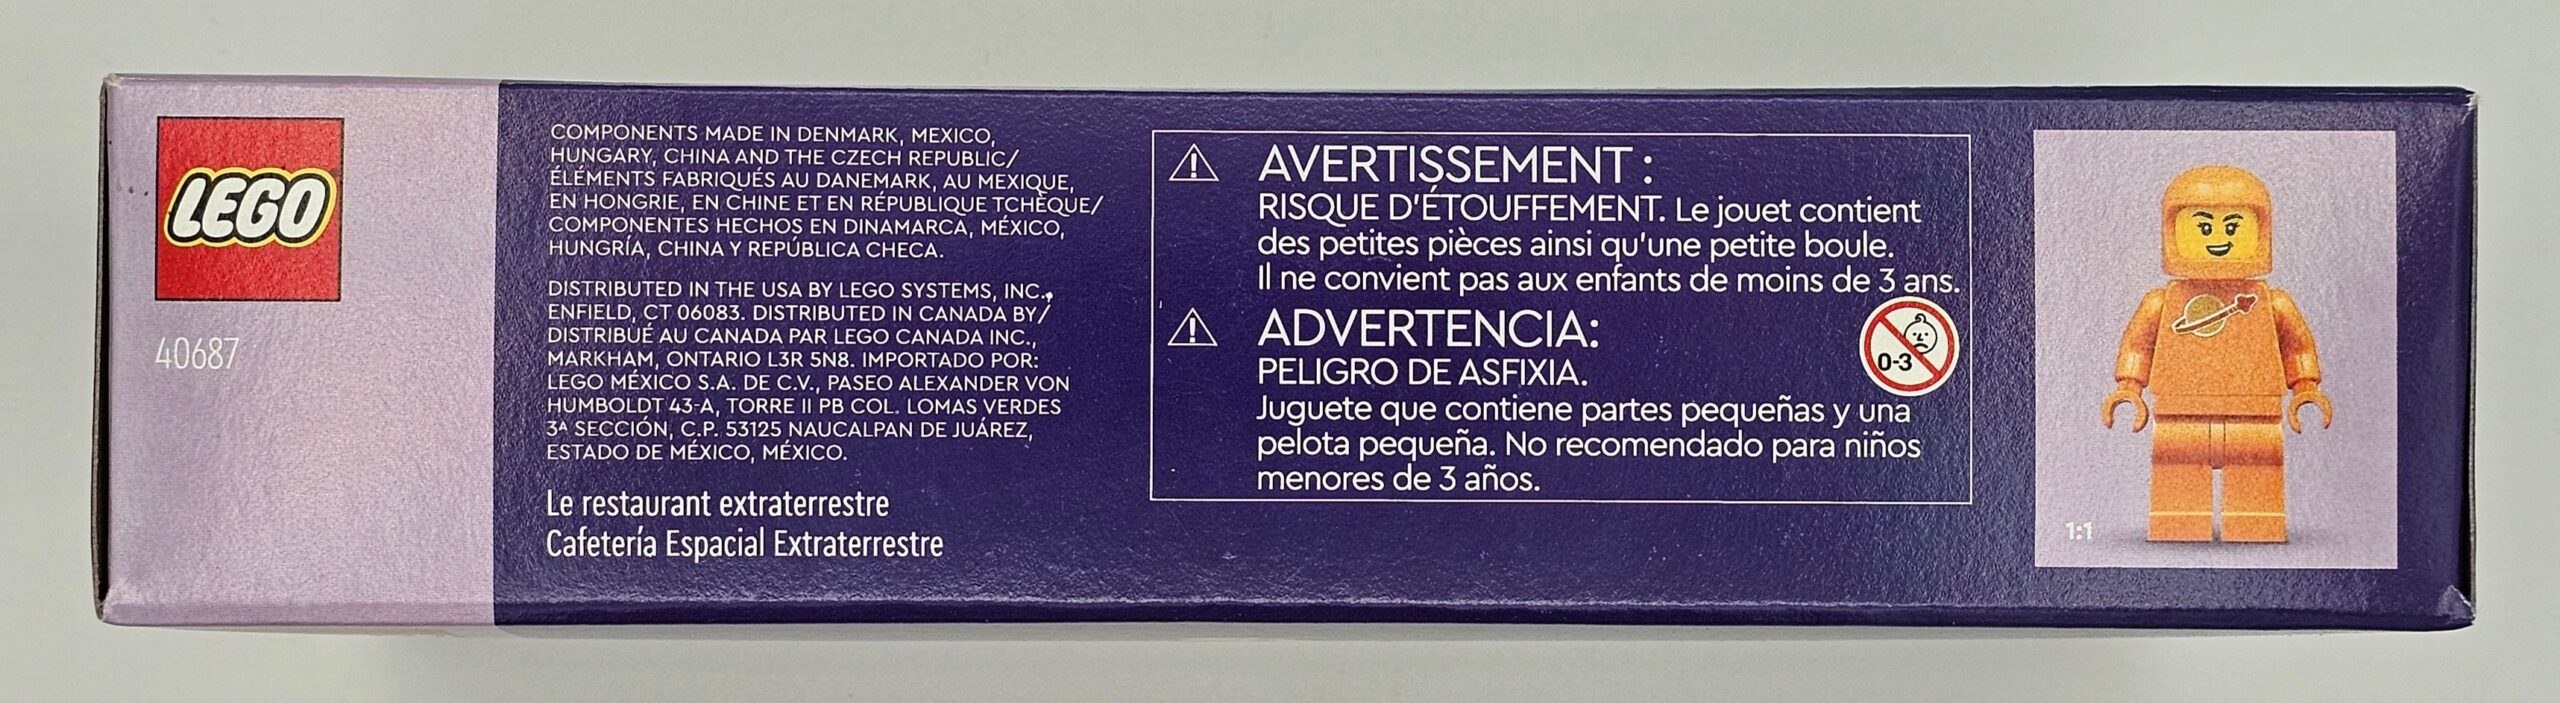 LEGO
40687
COMPONENTS MADE IN DENMARK, MEXICO,
HUNGARY, CHINA AND THE CZECH REPUBLIC/
ÉLÉMENTS FABRIQUÉS AU DANEMARK, AU MEXIQUE,
EN HONGRIE, EN CHINE ET EN RÉPUBLIQUE TCHÈQUE/
COMPONENTES HECHOS EN DINAMARCA, MÉXICO,
HUNGRÍA, CHINA Y REPÚBLICA CHECA.
DISTRIBUTED IN THE USA BY LEGO SYSTEMS, INC.,
ENFIELD, CT 06083. DISTRIBUTED IN CANADA BY/
DISTRIBUÉ AU CANADA PAR LEGO CANADA INC.,
MARKHAM, ONTARIO L3R 5N8. IMPORTADO POR:
LEGO MÉXICO S.A. DE C.V., PASEO ALEXANDER VON
HUMBOLDT 43-A, TORRE II PB COL. LOMAS VERDES
3ᴬ SECCIÓN, C.P. 53125 NAUCALPAN DE JUÁREZ,
ESTADO DE MÉXICO, MÉXICO.
Le restaurant extraterrestre
Cafetería Espacial Extraterrestre
AVERTISSEMENT :
RISQUE D'ÉTOUFFEMENT. Le jouet contient
des petites pièces ainsi qu'une petite boule.
Il ne convient pas aux enfants de moins de 3 ans.
ADVERTENCIA:
PELIGRO DE ASFIXIA.
Juguete que contiene partes pequeñas y una
pelota pequeña. No recomendado para niños
menores de 3 años.
0-3
1:1